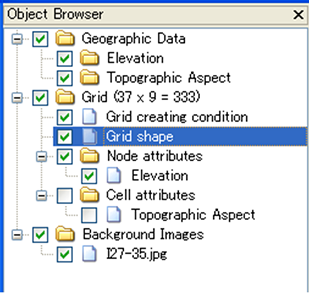 Object Browser
Geographic Data
Elevation
Topographic Aspect
Grid (37 x 9 = 333)
Grid creating condition
Grid shape
Node attributes
Elevation
Cell attributes
Topographic Aspect
Background Images
I27-35.jpg